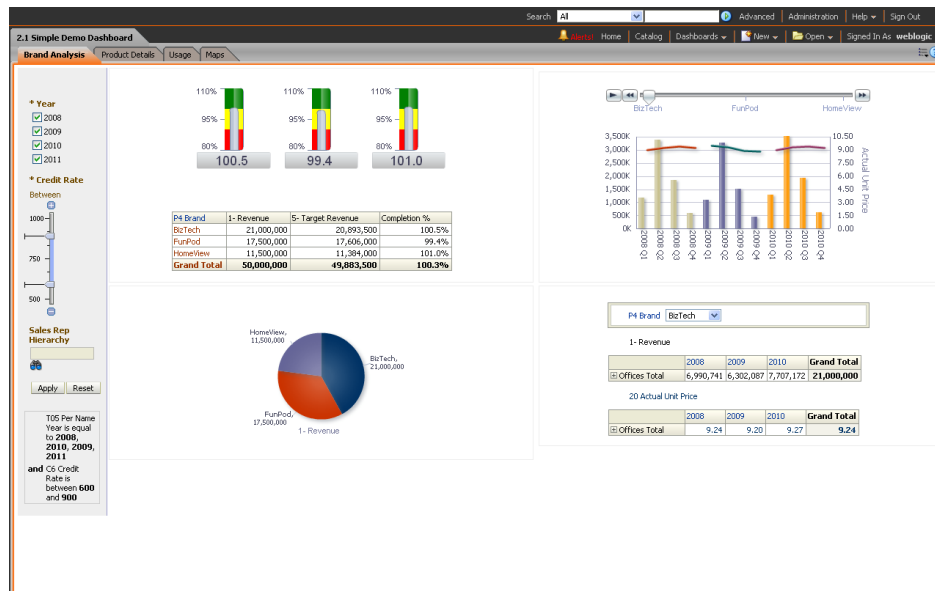 Search All Advanced Administration Help Sign Out
2.1 Simple Demo Dashboard
Alerts! Home Catalog Dashboards New Open Signed In As weblogic
Brand Analysis Product Details Usage Maps
* Year
2008
2009
2010
2011
* Credit Rate
Between
1000
750
500
Sales Rep
Hierarchy
Apply Reset
T05 Per Name
Year is equal
to 2008,
2010, 2009,
2011
and C6 Credit
Rate is
between 600
and 900
110% 110% 110%
95% 95% 95%
80% 80% 80%
100.5 99.4 101.0
P4 Brand 1- Revenue 5- Target Revenue Completion %
BizTech 21,000,000 20,893,500 100.5%
FunPod 17,500,000 17,606,000 99.4%
HomeView 11,500,000 11,384,000 101.0%
Grand Total 50,000,000 49,883,500 100.3%
BizTech FunPod HomeView
3,500K 10.50
3,000K 9.00
2,500K 7.50
2,000K 6.00
1,500K 4.50
1,000K 3.00
500K 1.50
0K 0.00
Actual Unit Price
2008 Q1 2008 Q2 2008 Q3 2008 Q4 2009 Q1 2009 Q2 2009 Q3 2009 Q4 2010 Q1 2010 Q2 2010 Q3 2010 Q4
HomeView,
11,500,000
BizTech,
21,000,000
FunPod,
17,500,000
1- Revenue
P4 Brand BizTech
1- Revenue
2008 2009 2010 Grand Total
Offices Total 6,990,741 6,302,087 7,707,172 21,000,000
20 Actual Unit Price
2008 2009 2010 Grand Total
Offices Total 9.24 9.20 9.27 9.24